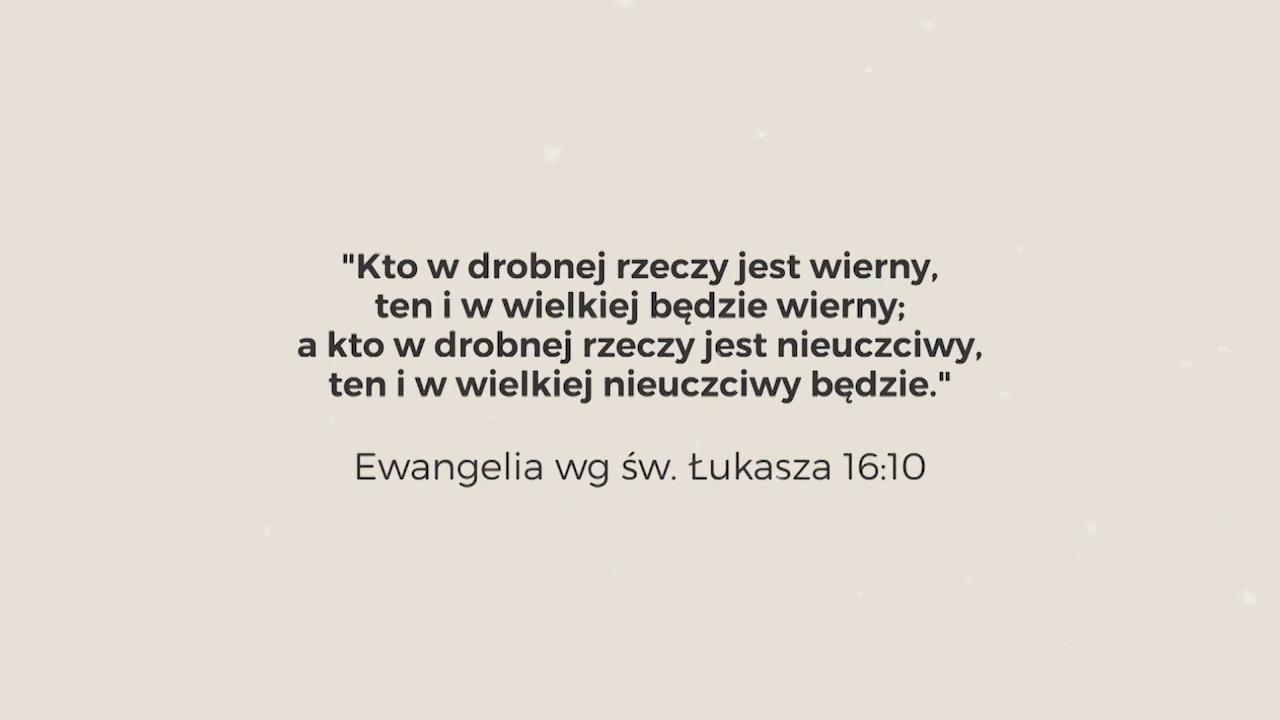 "Kto w drobnej rzeczy jest wierny,
ten i w wielkiej będzie wierny;
a kto w drobnej rzeczy jest nieuczciwy,
ten i w wielkiej nieuczciwy będzie."
Ewangelia wg św. Łukasza 16:10